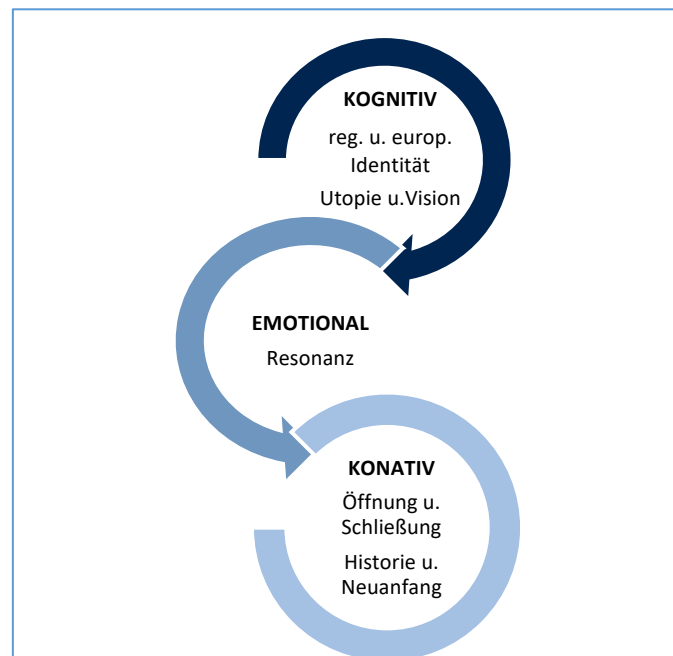 KOGNITIV
reg. u. europ.
Identität
Utopie u.Vision
EMOTIONAL
Resonanz
KONATIV
Öffnung u.
Schließung
Historie u.
Neuanfang